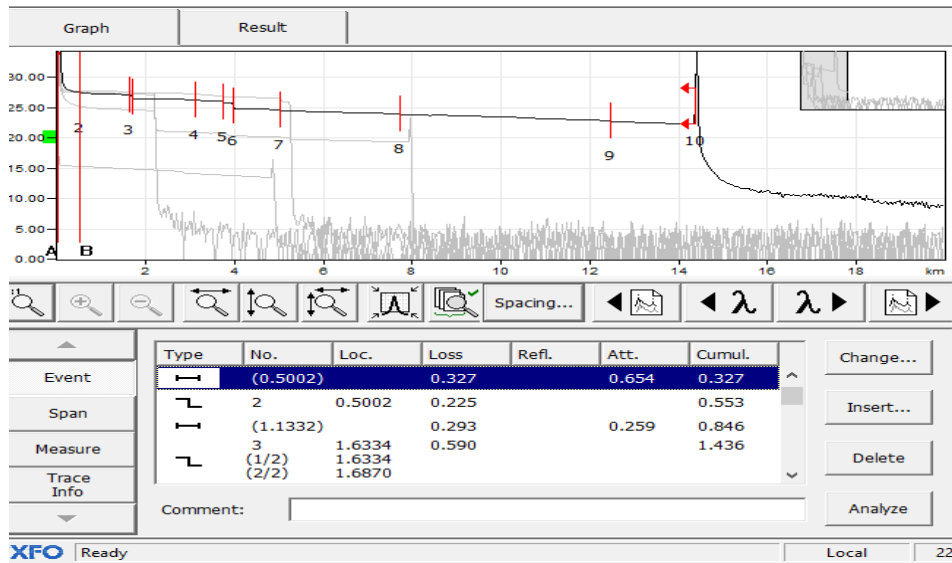 Graph Result
30.00
25.00
20.00
15.00
10.00
5.00
0.00
2 3 4 5 6 7 8 9 10
A B
2 4 6 8 10 12 14 16 18 km
Spacing... λ λ
Type No. Loc. Loss Refl. Att. Cumul.
(0.5002) 0.327 0.654 0.327
2 0.5002 0.225 0.553
(1.1332) 0.293 0.259 0.846
3 1.6334 0.590 1.436
(1/2) 1.6334
(2/2) 1.6870
Event
Span
Measure
Trace
Info
Change...
Insert...
Delete
Analyze
Comment:
XFO Ready Local 22